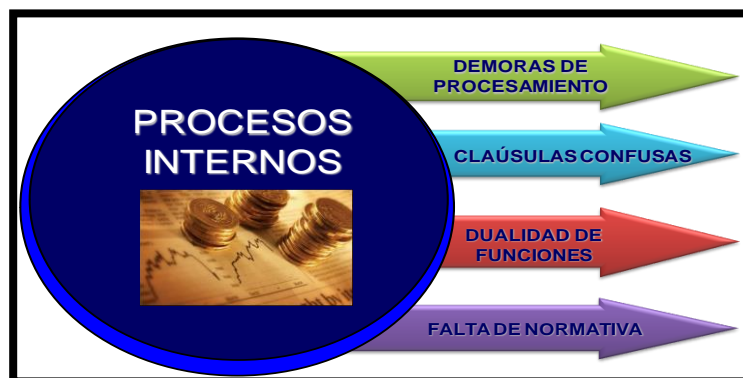 PROCESOS
INTERNOS
DEMORAS DE
PROCESAMIENTO
CLAÚSULAS CONFUSAS
DUALIDAD DE
FUNCIONES
FALTA DE NORMATIVA